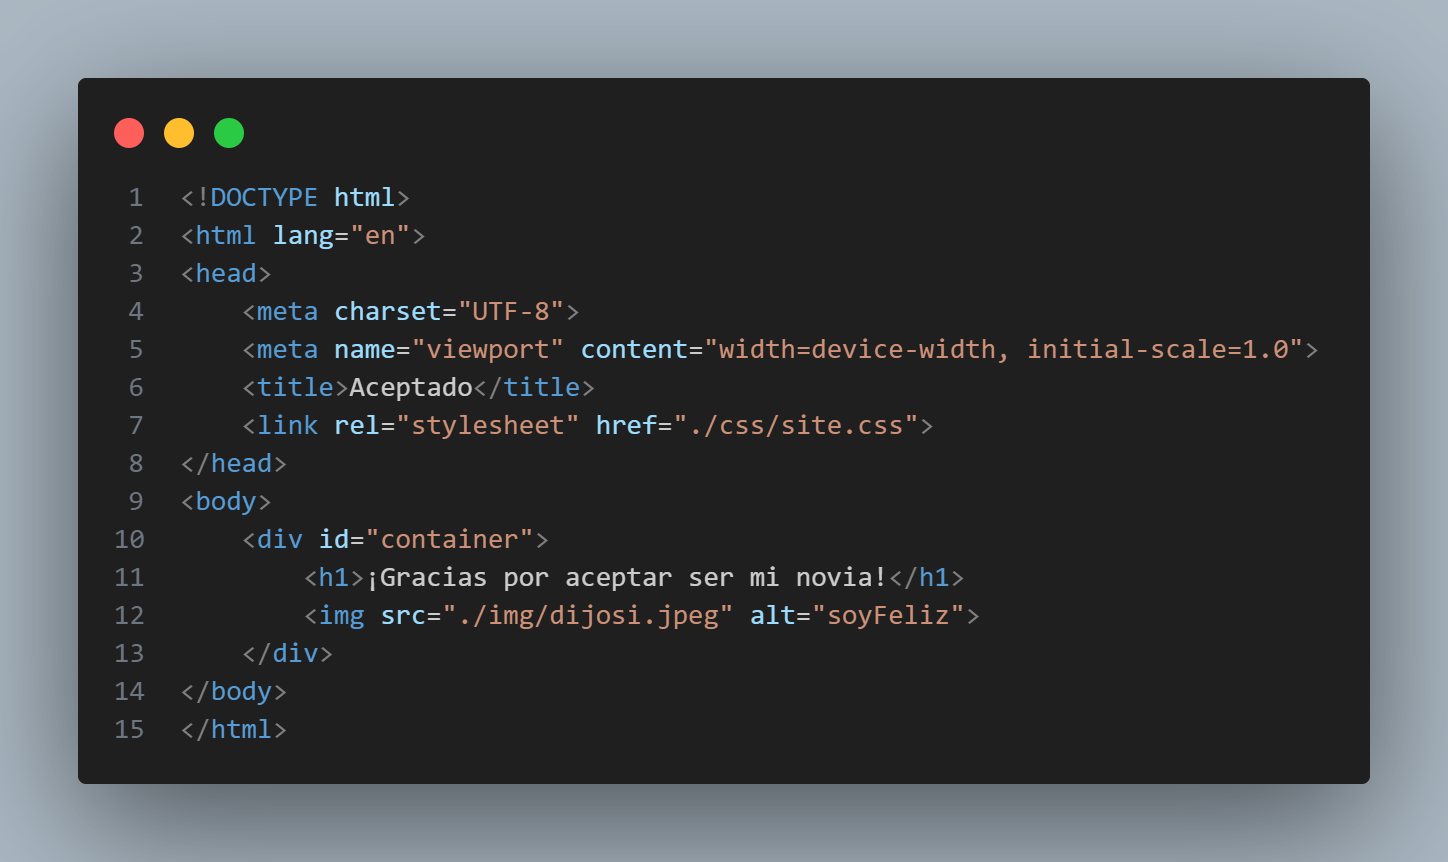 1 <!DOCTYPE html>
2 <html lang="en">
3 <head>
4     <meta charset="UTF-8">
5     <meta name="viewport" content="width=device-width, initial-scale=1.0">
6     <title>Aceptado</title>
7     <link rel="stylesheet" href="./css/site.css">
8 </head>
9 <body>
10     <div id="container">
11         <h1>¡Gracias por aceptar ser mi novia!</h1>
12         <img src="./img/dijosi.jpeg" alt="soyFeliz">
13     </div>
14 </body>
15 </html>